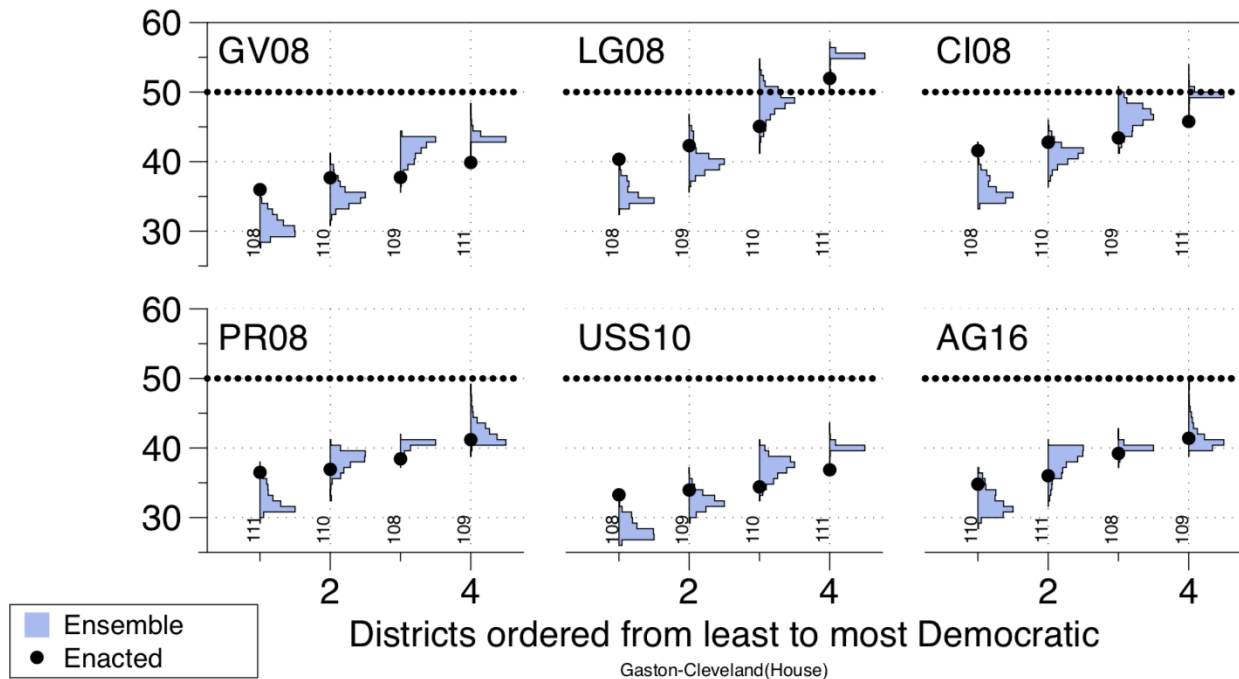 60
50
40
30
GV08
108
110
109
111
LG08
108
109
110
111
CI08
108
110
109
111
60
50
40
30
PR08
111
110
108
109
USS10
108
109
110
111
AG16
110
111
108
109
2 4 2 4 2 4
Ensemble
Enacted
Districts ordered from least to most Democratic
Gaston-Cleveland(House)